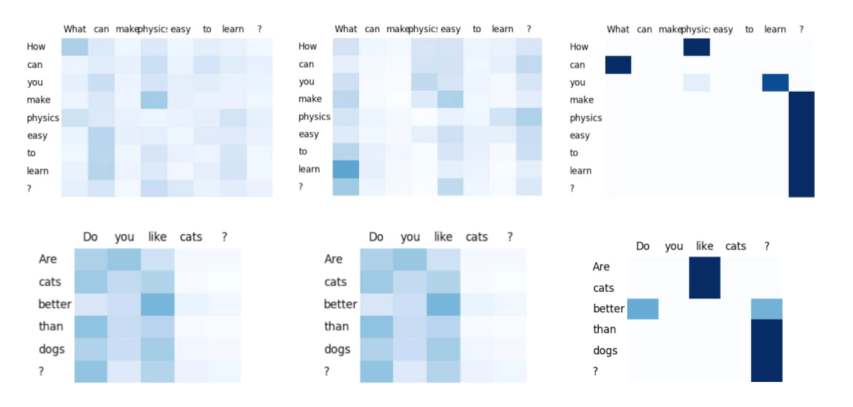 What can make physics easy to learn ?
How
can
you
make
physics
easy
to
learn
?
What can make physics easy to learn ?
How
can
you
make
physics
easy
to
learn
?
What can make physics easy to learn ?
How
can
you
make
physics
easy
to
learn
?
Do you like cats ?
Are
cats
better
than
dogs
?
Do you like cats ?
Are
cats
better
than
dogs
?
Do you like cats ?
Are
cats
better
than
dogs
?